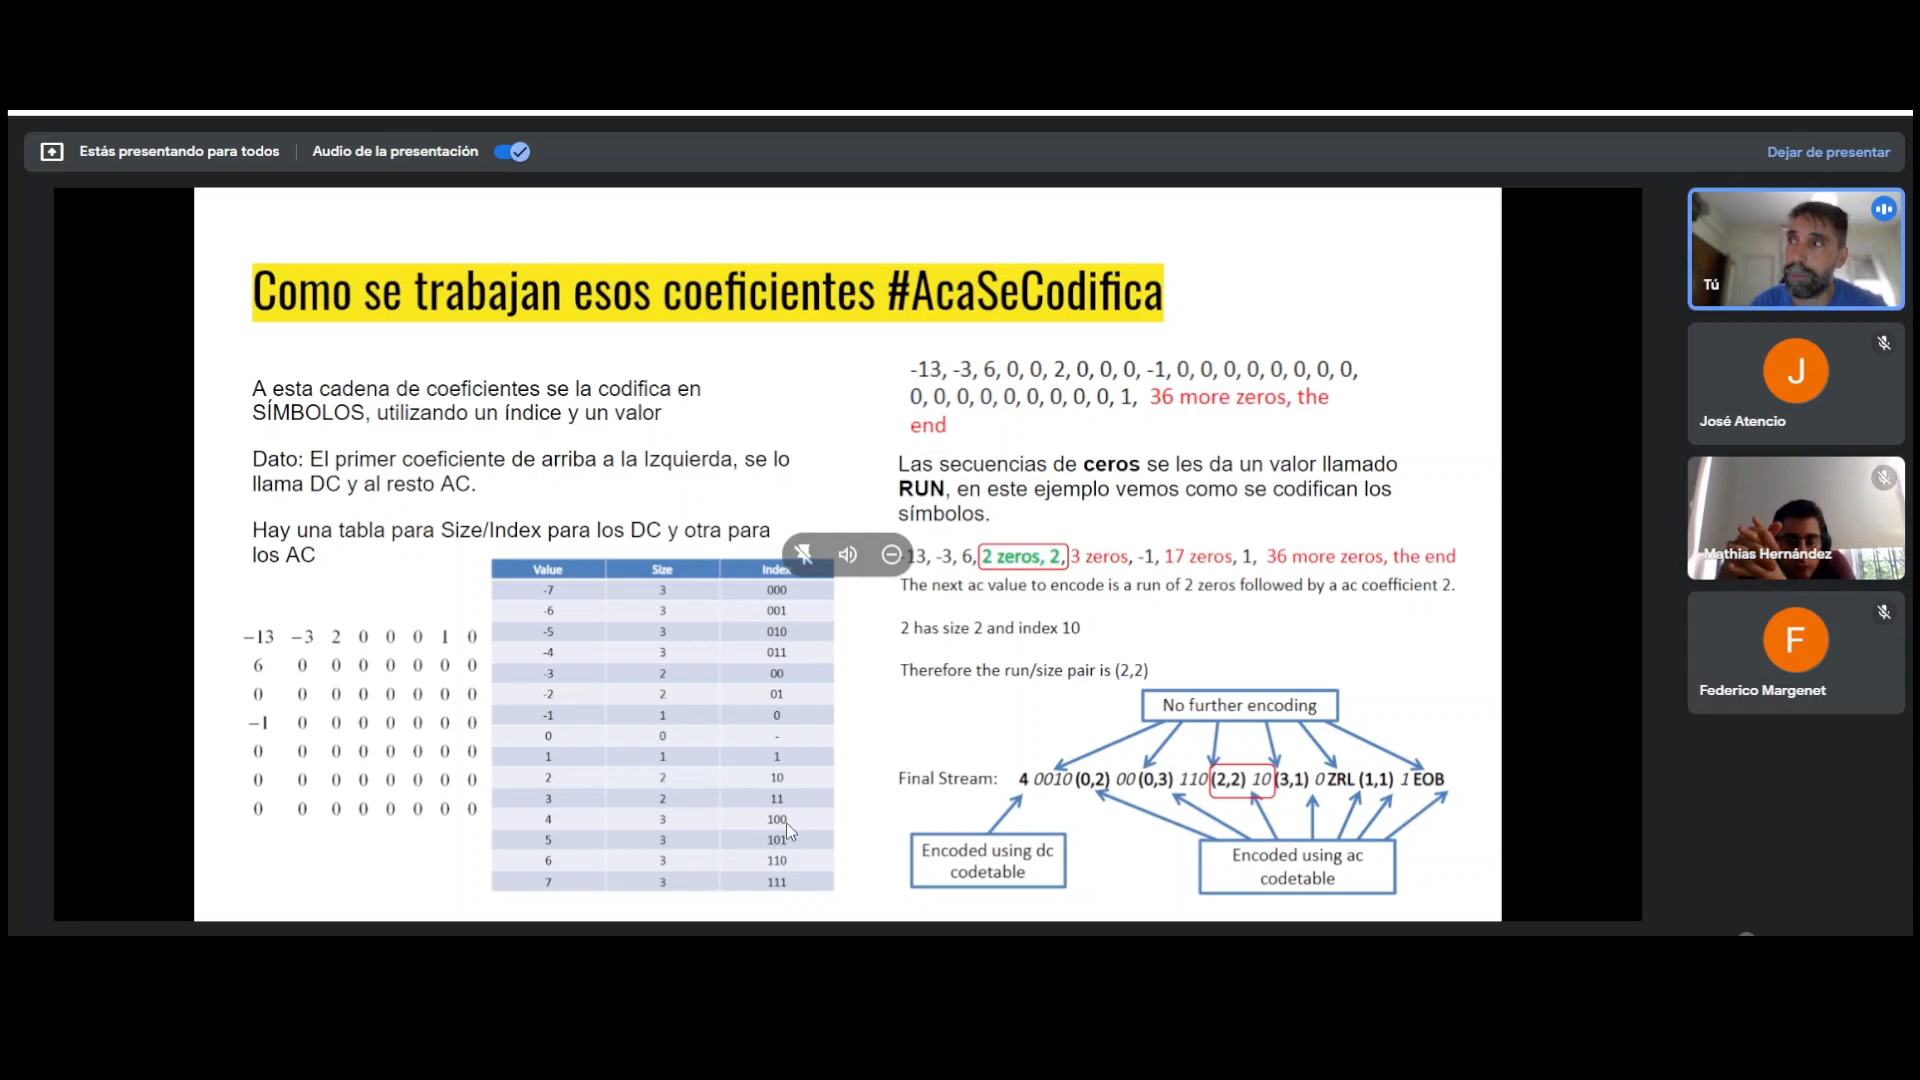 Estás presentando para todos
Audio de la presentación
Dejar de presentar
Como se trabajan esos coeficientes #AcaSeCodifica
A esta cadena de coeficientes se la codifica en
SÍMBOLOS, utilizando un índice y un valor
Dato: El primer coeficiente de arriba a la Izquierda, se lo
llama DC y al resto AC.
Hay una tabla para Size/Index para los DC y otra para
los AC
−13 −3 2 0 0 0 1 0
6 0 0 0 0 0 0 0
0 0 0 0 0 0 0 0
−1 0 0 0 0 0 0 0
0 0 0 0 0 0 0 0
0 0 0 0 0 0 0 0
0 0 0 0 0 0 0 0
Value Size Index
-7 3 000
-6 3 001
-5 3 010
-4 3 011
-3 2 00
-2 2 01
-1 1 0
0 0 -
1 1 1
2 2 10
3 2 11
4 3 100
5 3 101
6 3 110
7 3 111
-13, -3, 6, 0, 0, 2, 0, 0, 0, -1, 0, 0, 0, 0, 0, 0, 0, 0,
0, 0, 0, 0, 0, 0, 0, 0, 0, 1, 36 more zeros, the
end
Las secuencias de ceros se les da un valor llamado
RUN, en este ejemplo vemos como se codifican los
símbolos.
13, -3, 6, 2 zeros, 2, 3 zeros, -1, 17 zeros, 1, 36 more zeros, the end
The next ac value to encode is a run of 2 zeros followed by a ac coefficient 2.
2 has size 2 and index 10
Therefore the run/size pair is (2,2)
No further encoding
Final Stream: 4 0010 (0,2) 00 (0,3) 110 (2,2) 10 (3,1) 0 ZRL (1,1) 1 EOB
Encoded using dc
codetable
Encoded using ac
codetable
Tú
J
José Atencio
Mathias Hernández
F
Federico Margenet